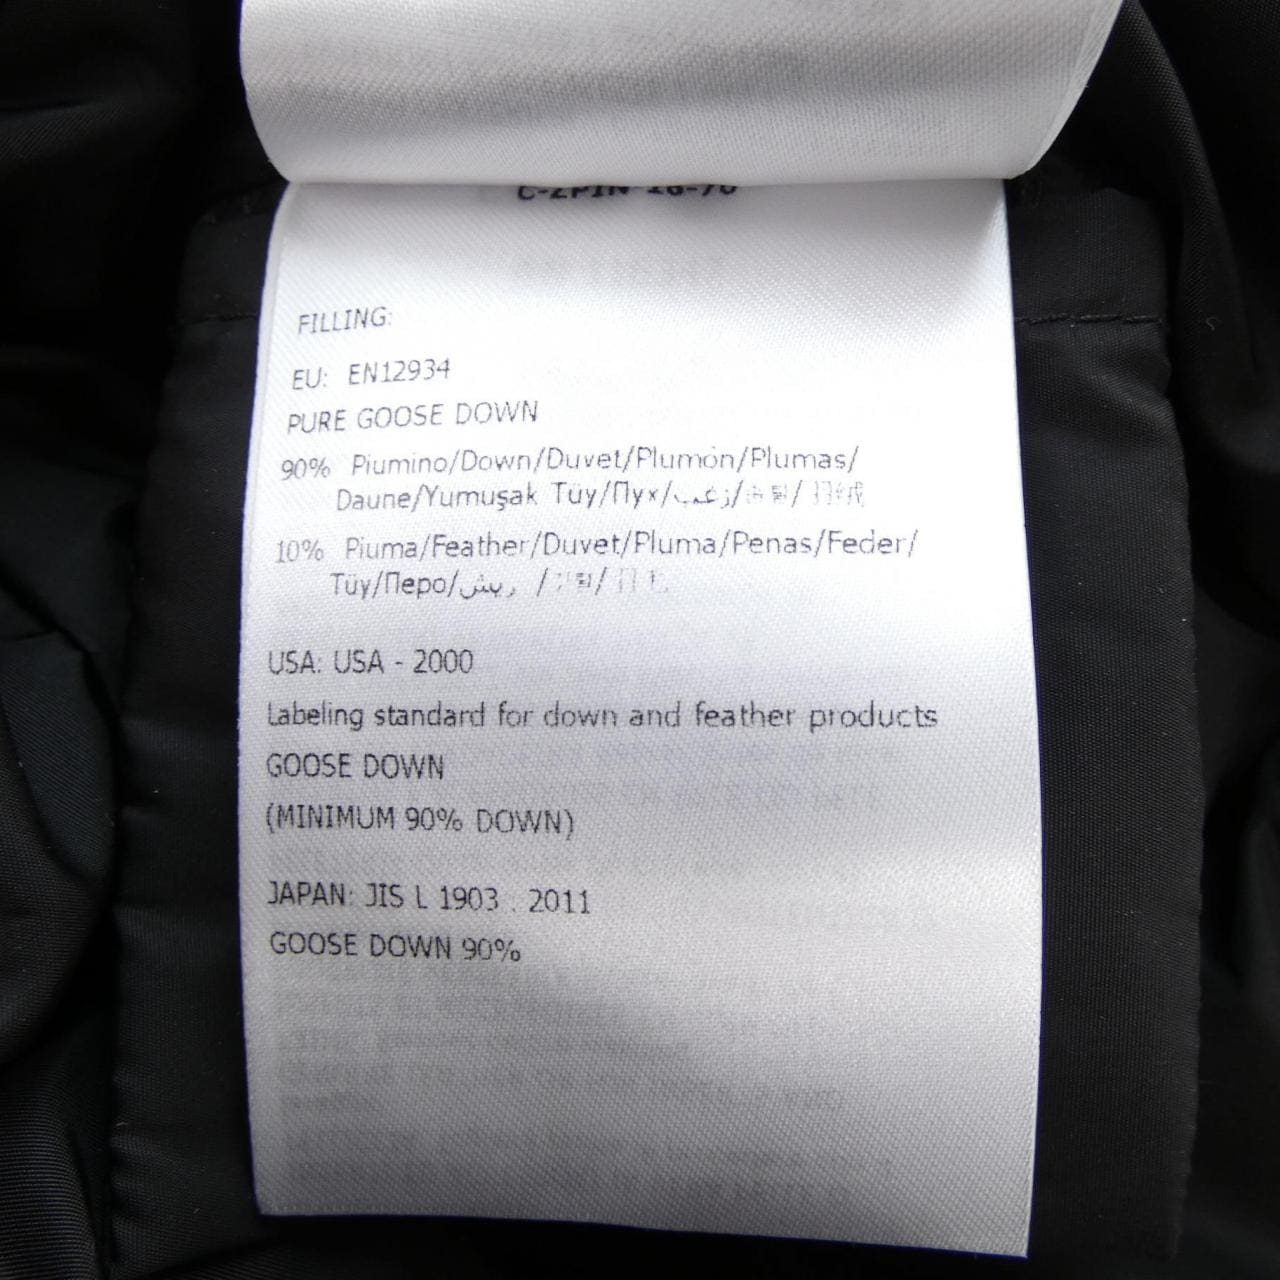 FILLING:
EU: EN12934
PURE GOOSE DOWN
90% Piumino/Down/Duvet/Plumón/Plumas/
Daune/Yumuşak Tüy/Пух/زغب/
10% Piuma/Feather/Duvet/Pluma/Penas/Feder/
Tüy/Перо/ريش /
USA: USA - 2000
Labeling standard for down and feather products
GOOSE DOWN
(MINIMUM 90% DOWN)
JAPAN: JIS L 1903 . 2011
GOOSE DOWN 90%